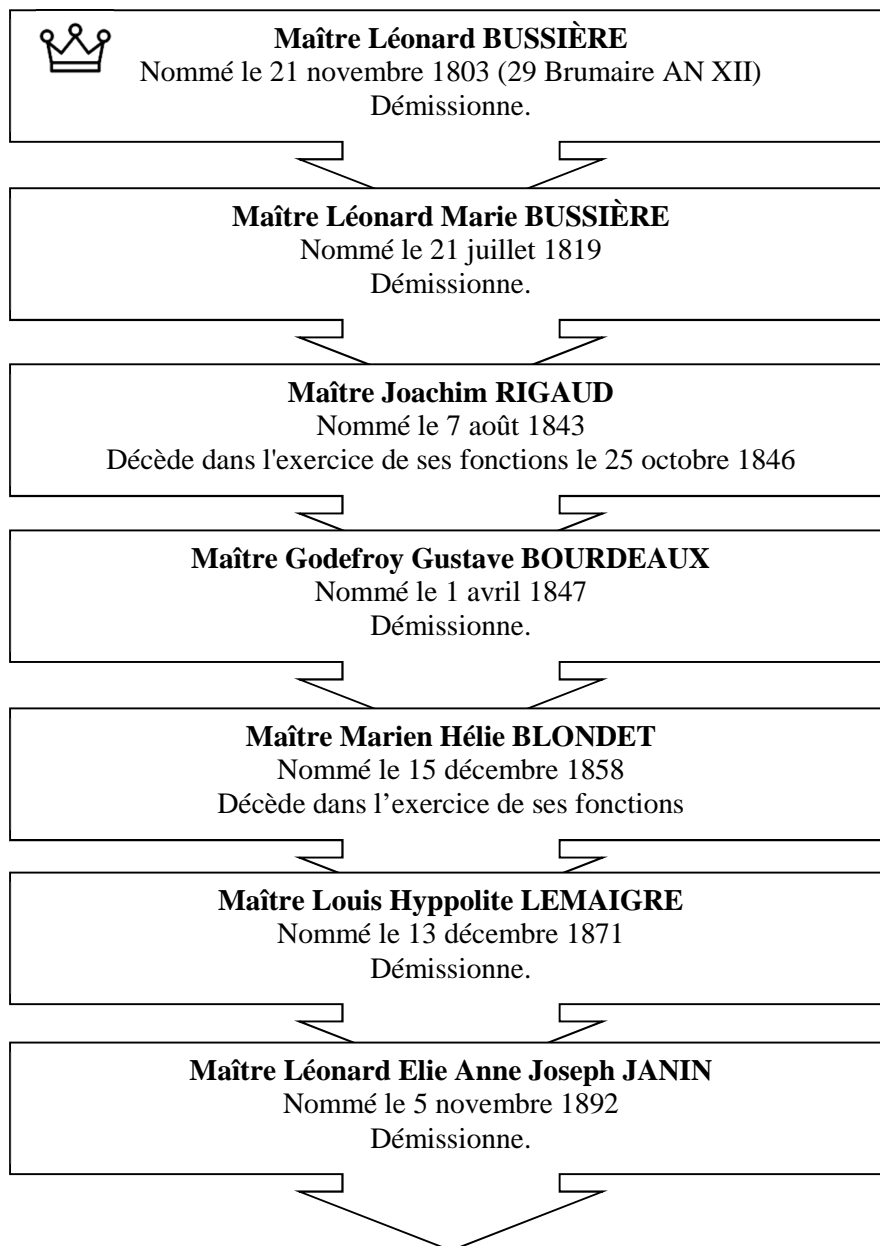 Maître Léonard BUSSIÈRE
Nommé le 21 novembre 1803 (29 Brumaire AN XII)
Démissionne.
Maître Léonard Marie BUSSIÈRE
Nommé le 21 juillet 1819
Démissionne.
Maître Joachim RIGAUD
Nommé le 7 août 1843
Décède dans l'exercice de ses fonctions le 25 octobre 1846
Maître Godefroy Gustave BOURDEAUX
Nommé le 1 avril 1847
Démissionne.
Maître Marien Hélie BLONDET
Nommé le 15 décembre 1858
Décède dans l’exercice de ses fonctions
Maître Louis Hyppolite LEMAIGRE
Nommé le 13 décembre 1871
Démissionne.
Maître Léonard Elie Anne Joseph JANIN
Nommé le 5 novembre 1892
Démissionne.